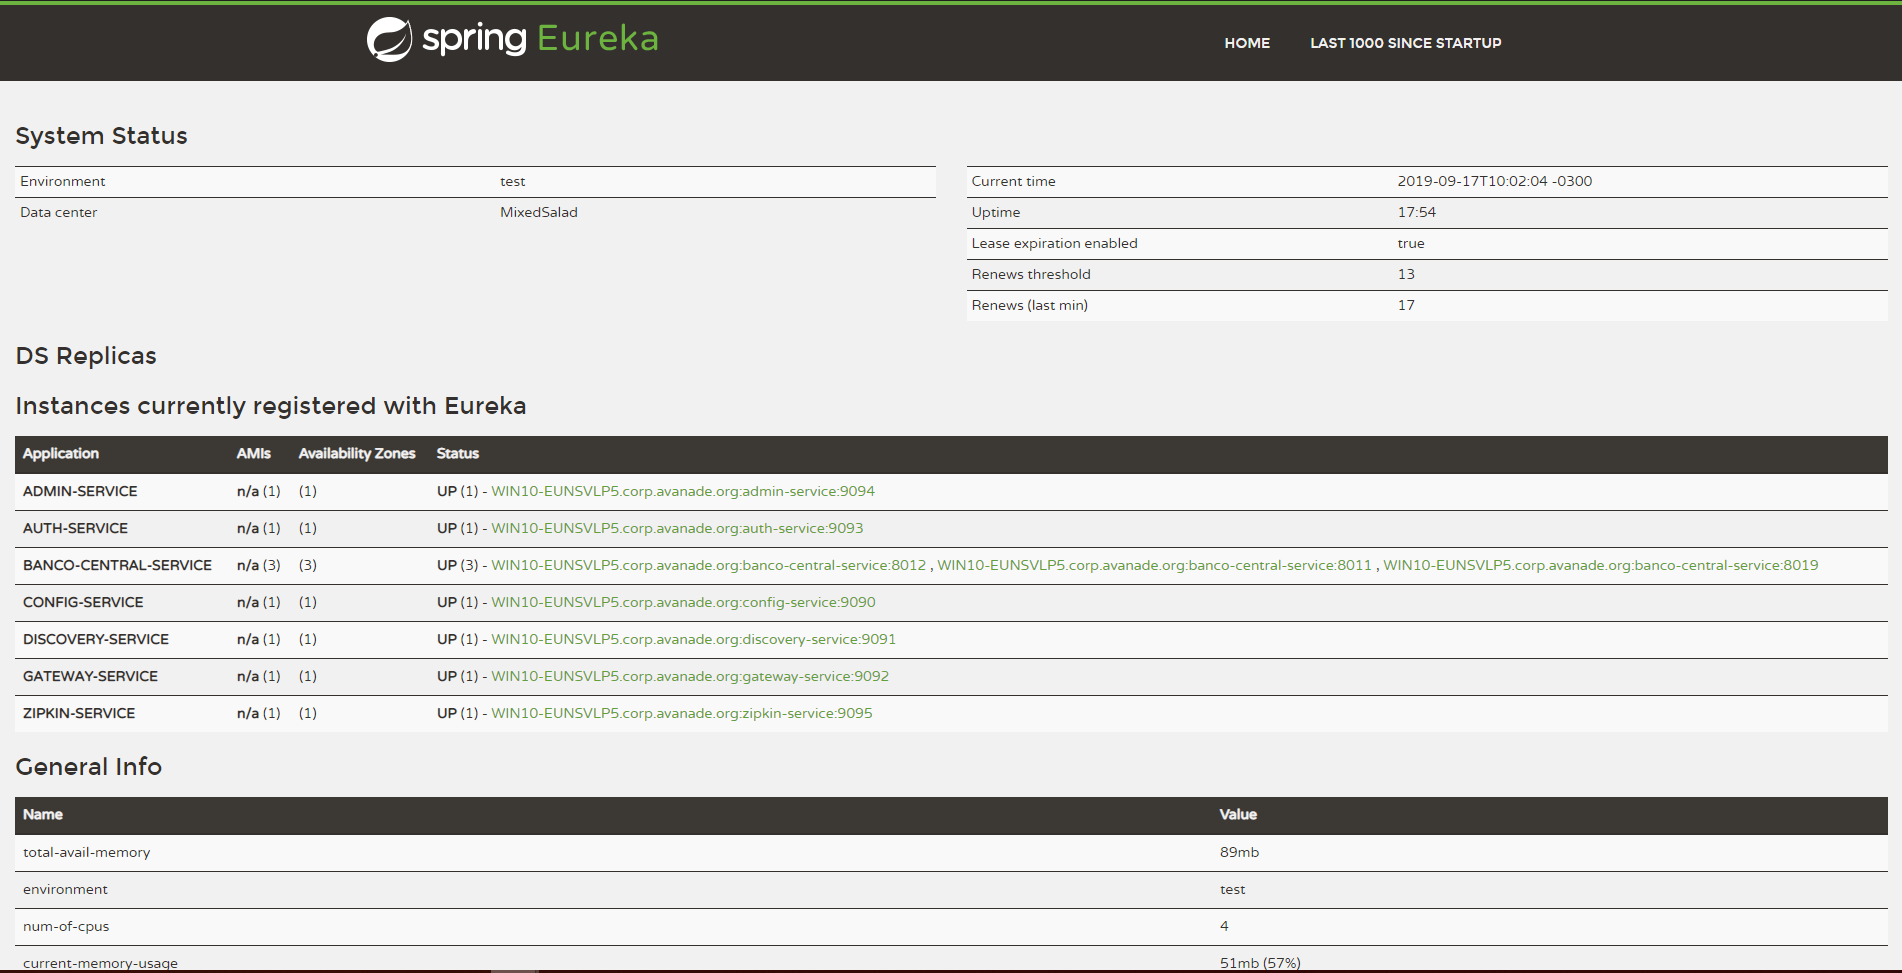 spring Eureka
HOME LAST 1000 SINCE STARTUP
System Status
Environment test
Data center MixedSalad
Current time 2019-09-17T10:02:04 -0300
Uptime 17:54
Lease expiration enabled true
Renews threshold 13
Renews (last min) 17
DS Replicas
Instances currently registered with Eureka
Application AMIs Availability Zones Status
ADMIN-SERVICE n/a (1) (1) UP (1) - WIN10-EUNSVLP5.corp.avanade.org:admin-service:9094
AUTH-SERVICE n/a (1) (1) UP (1) - WIN10-EUNSVLP5.corp.avanade.org:auth-service:9093
BANCO-CENTRAL-SERVICE n/a (3) (3) UP (3) - WIN10-EUNSVLP5.corp.avanade.org:banco-central-service:8012 , WIN10-EUNSVLP5.corp.avanade.org:banco-central-service:8011 , WIN10-EUNSVLP5.corp.avanade.org:banco-central-service:8019
CONFIG-SERVICE n/a (1) (1) UP (1) - WIN10-EUNSVLP5.corp.avanade.org:config-service:9090
DISCOVERY-SERVICE n/a (1) (1) UP (1) - WIN10-EUNSVLP5.corp.avanade.org:discovery-service:9091
GATEWAY-SERVICE n/a (1) (1) UP (1) - WIN10-EUNSVLP5.corp.avanade.org:gateway-service:9092
ZIPKIN-SERVICE n/a (1) (1) UP (1) - WIN10-EUNSVLP5.corp.avanade.org:zipkin-service:9095
General Info
Name Value
total-avail-memory 89mb
environment test
num-of-cpus 4
current-memory-usage 51mb (57%)